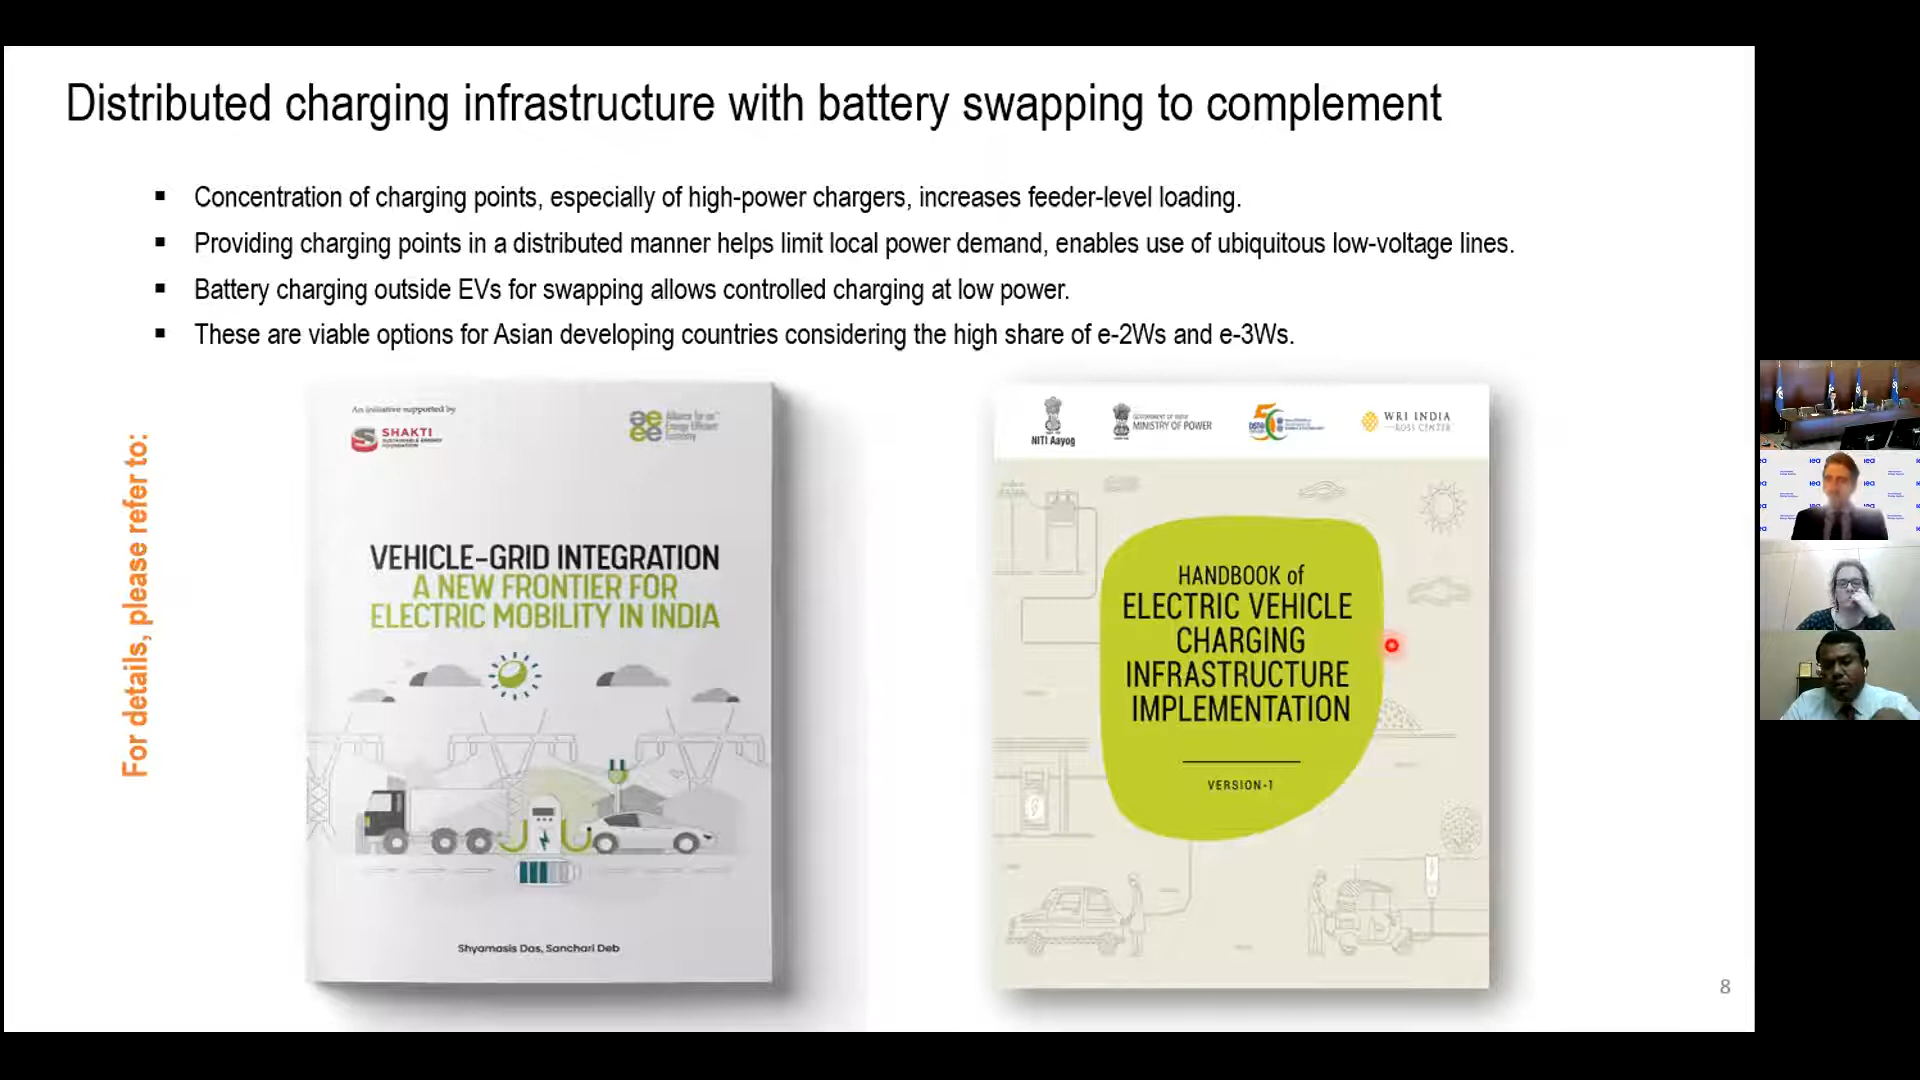 Distributed charging infrastructure with battery swapping to complement
Concentration of charging points, especially of high-power chargers, increases feeder-level loading.
Providing charging points in a distributed manner helps limit local power demand, enables use of ubiquitous low-voltage lines.
Battery charging outside EVs for swapping allows controlled charging at low power.
These are viable options for Asian developing countries considering the high share of e-2Ws and e-3Ws.
For details, please refer to:
An initiative supported by
SHAKTI
SUSTAINABLE ENERGY
FOUNDATION
aeee
Alliance for an
Energy Efficient
Economy
VEHICLE-GRID INTEGRATION
A NEW FRONTIER FOR
ELECTRIC MOBILITY IN INDIA
Shyamasis Das, Sanchari Deb
NITI Aayog
GOVERNMENT OF INDIA
MINISTRY OF POWER
WRI INDIA
ROSS CENTER
HANDBOOK of
ELECTRIC VEHICLE
CHARGING
INFRASTRUCTURE
IMPLEMENTATION
VERSION-1
8
iea